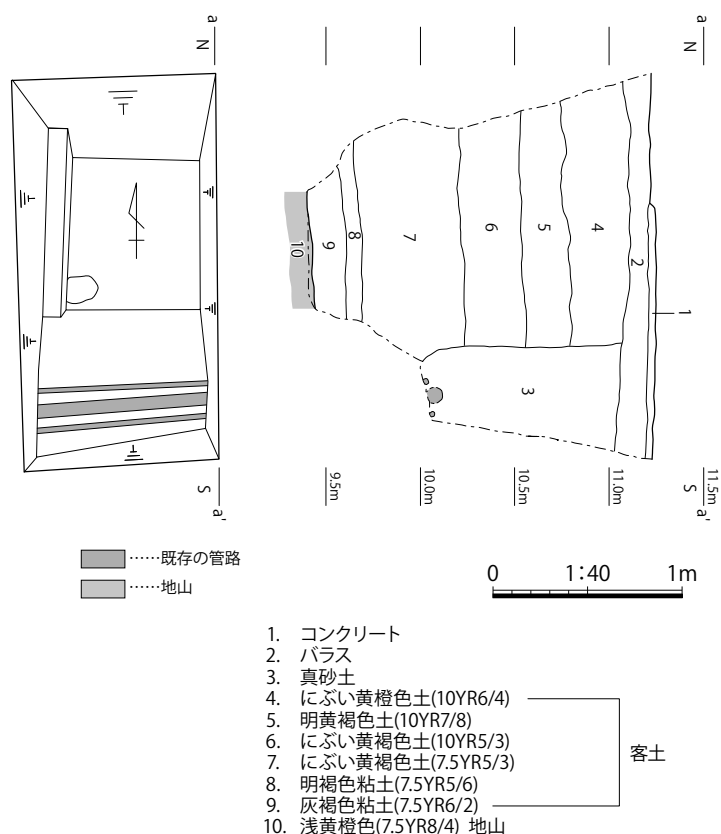 a
N
a
N
10
9
8
7
6
5
4
2
1
3
S
a'
9.5m
10.0m
10.5m
11.0m
11.5m
S
a'
……既存の管路
……地山
0 1:40 1m
1. コンクリート
2. バラス
3. 真砂土
4. にぶい黄橙色土(10YR6/4)
5. 明黄褐色土(10YR7/8)
6. にぶい黄褐色土(10YR5/3)
7. にぶい黄褐色土(7.5YR5/3)
8. 明褐色粘土(7.5YR5/6)
9. 灰褐色粘土(7.5YR6/2)
客土
10. 浅黄橙色(7.5YR8/4) 地山